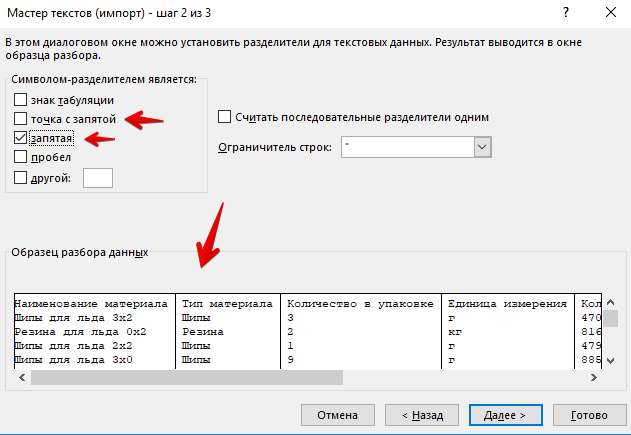 Мастер текстов (импорт) - шаг 2 из 3
?
В этом диалоговом окне можно установить разделители для текстовых данных. Результат выводится в окне
образца разбора.
Символом-разделителем является:
знак табуляции
точка с запятой
запятая
пробел
другой:
Считать последовательные разделители одним
Ограничитель строк: "
Образец разбора данных
Наименование материала Тип материала Количество в упаковке Единица измерения Кол
Шипы для льда 3x2 Шипы 3 г 470
Резина для льда 0x2 Резина 2 кг 816
Шипы для льда 2x2 Шипы 1 г 479
Шипы для льда 3x0 Шипы 9 г 885
Отмена < Назад Далее > Готово